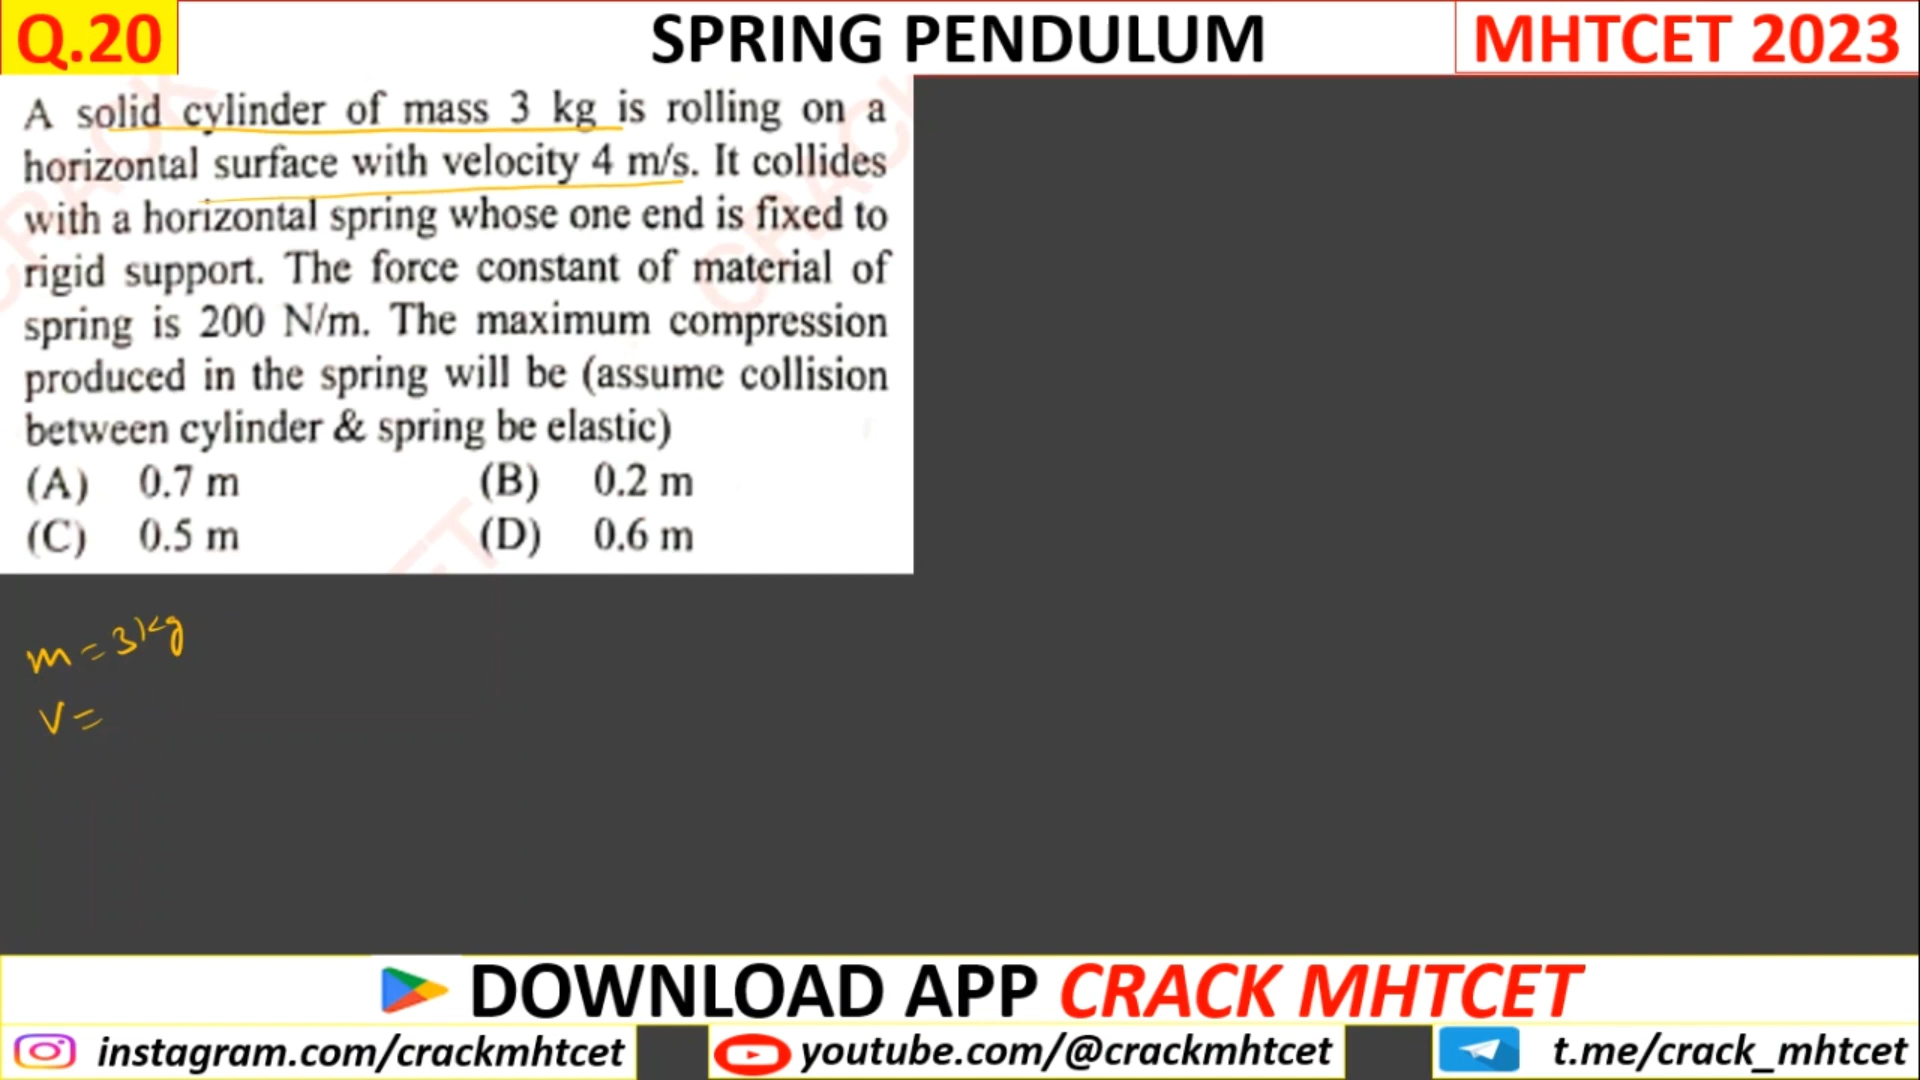 Q.20
SPRING PENDULUM
MHTCET 2023
A solid cylinder of mass 3 kg is rolling on a
horizontal surface with velocity 4 m/s. It collides
with a horizontal spring whose one end is fixed to
rigid support. The force constant of material of
spring is 200 N/m. The maximum compression
produced in the spring will be (assume collision
between cylinder & spring be elastic)
(A) 0.7 m (B) 0.2 m
(C) 0.5 m (D) 0.6 m
m = 3kg
v =
DOWNLOAD APP CRACK MHTCET
instagram.com/crackmhtcet
youtube.com/@crackmhtcet
t.me/crack_mhtcet